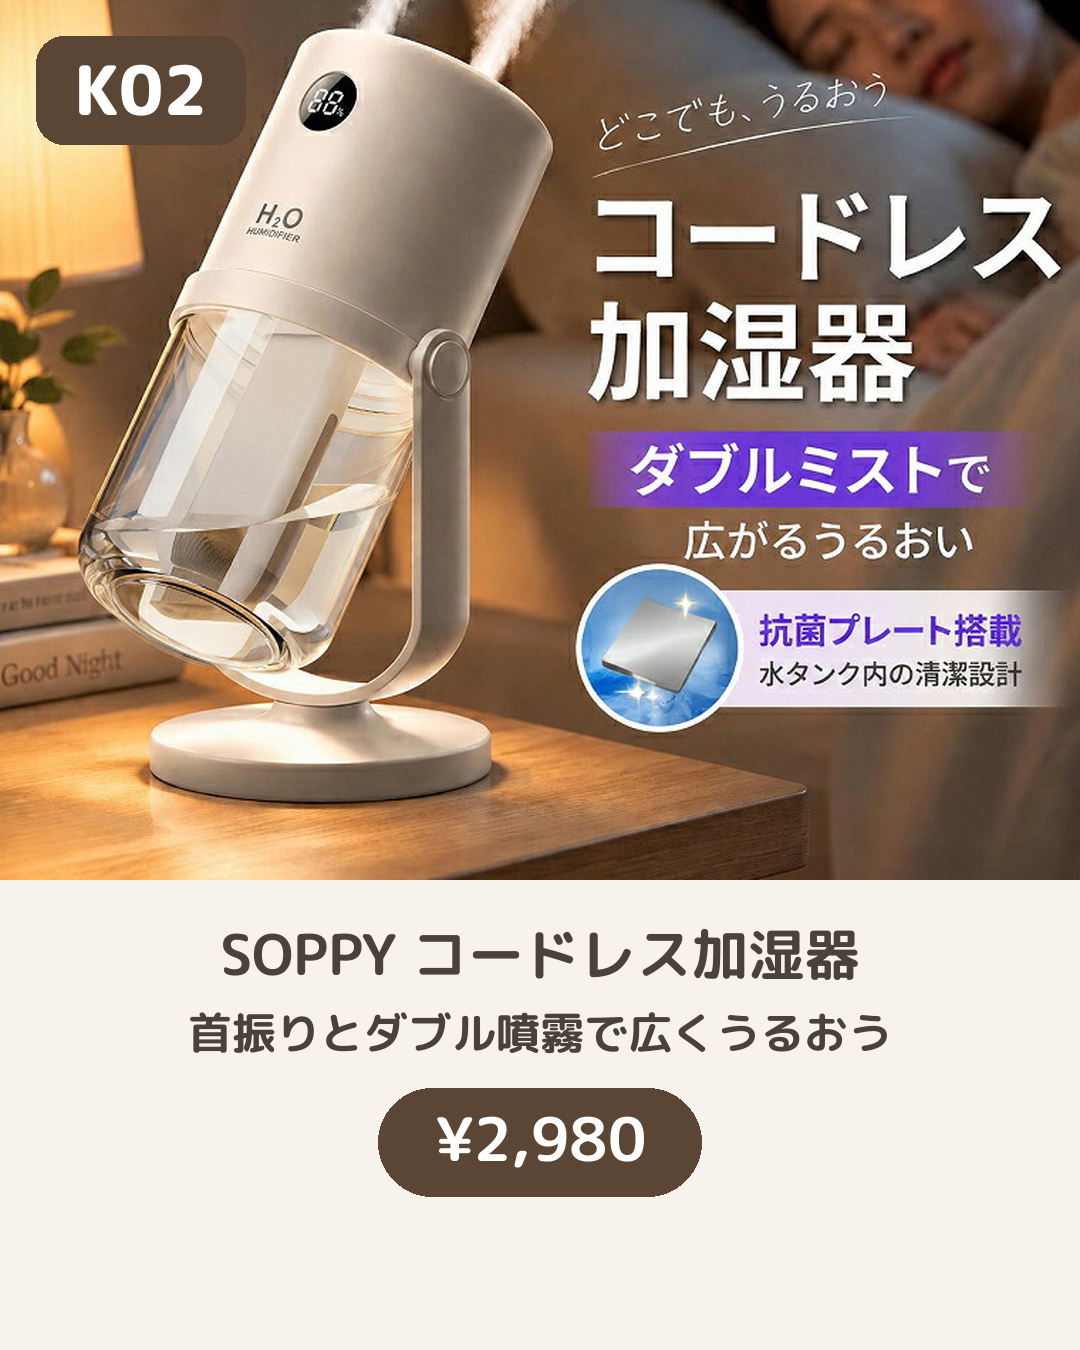 K02
88%
H₂O
HUMIDIFIER
どこでも、うるおう
コードレス
加湿器
ダブルミストで
広がるうるおい
抗菌プレート搭載
水タンク内の清潔設計
Good Night
SOPPY コードレス加湿器
首振りとダブル噴霧で広くうるおう
¥2,980